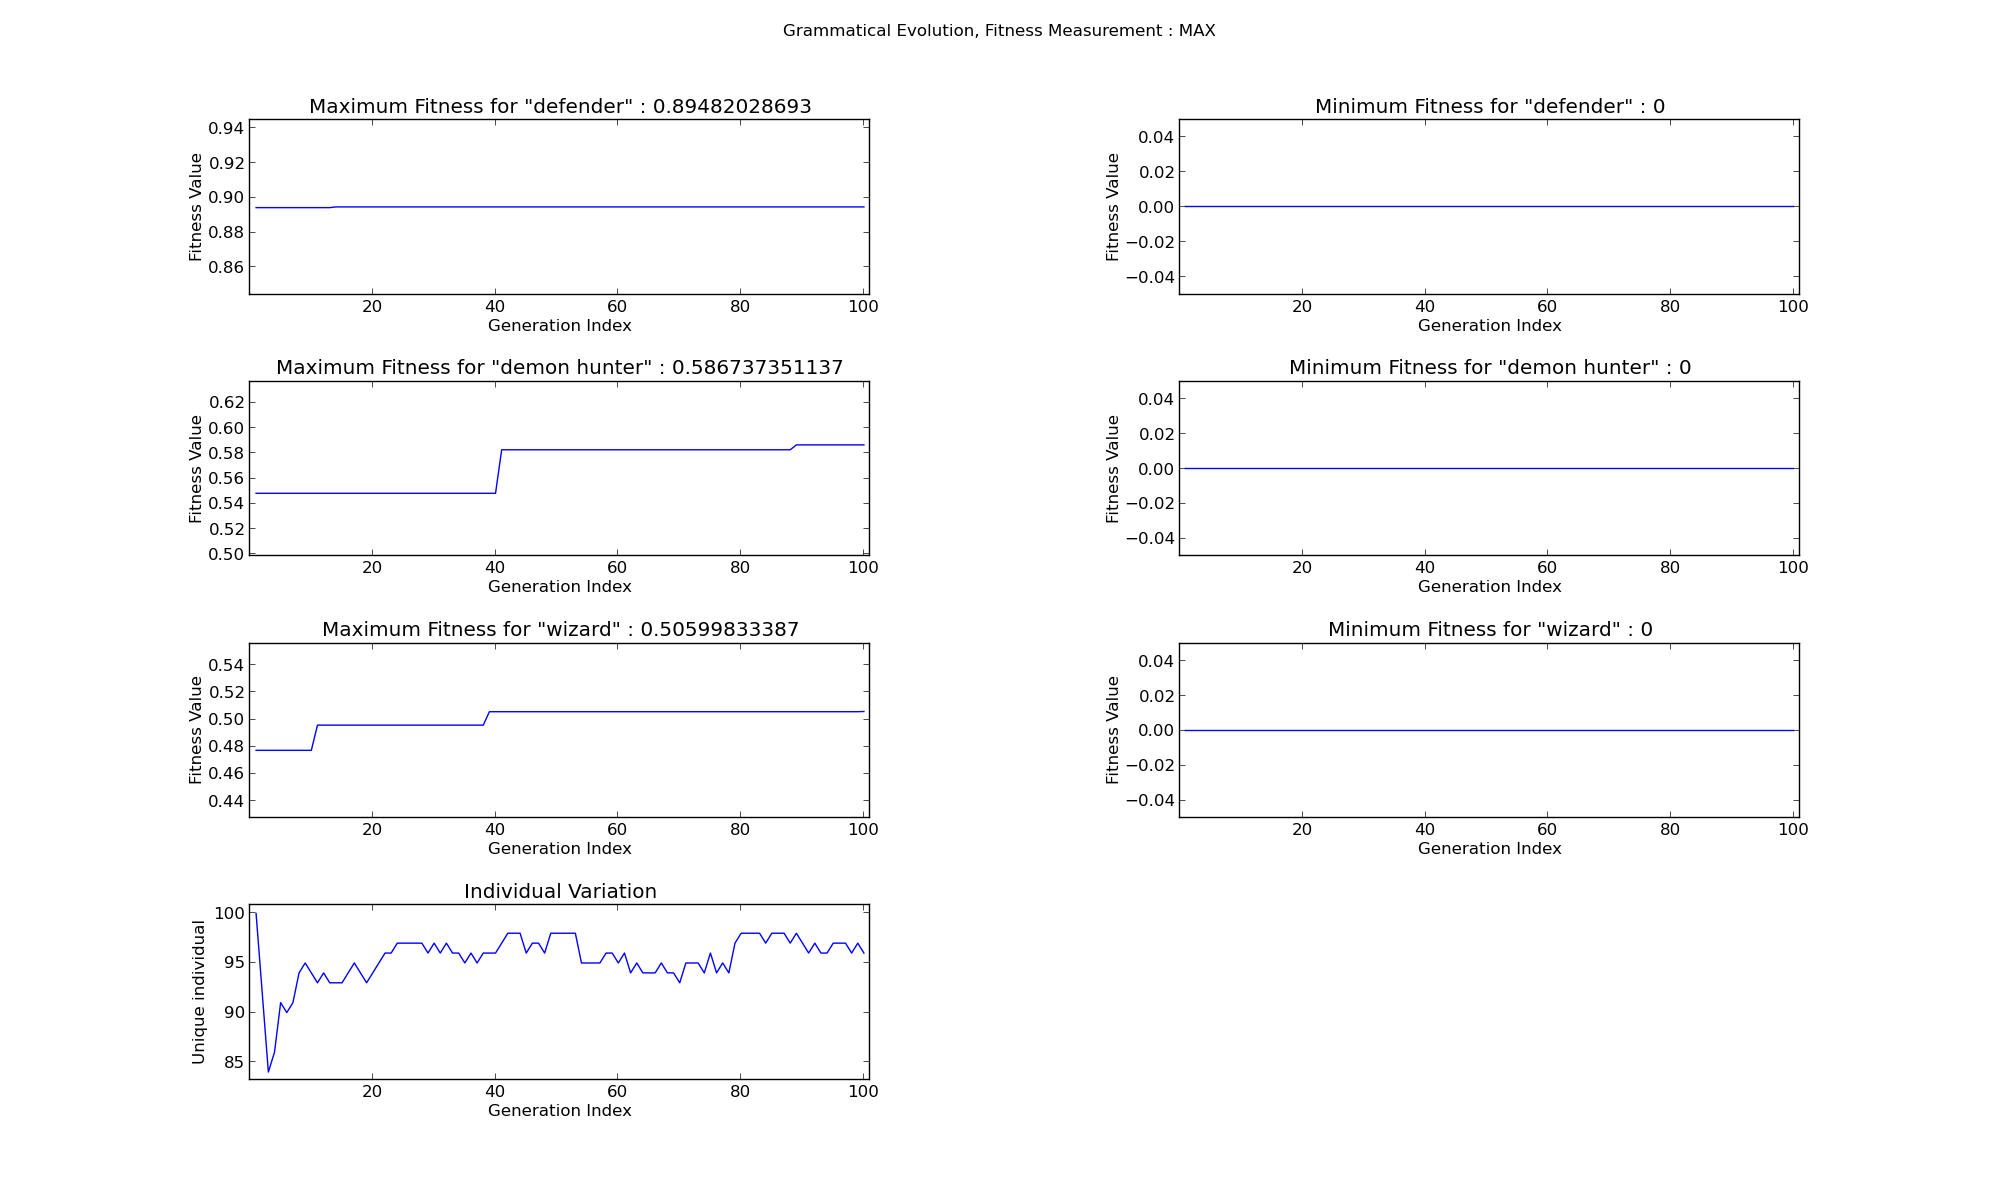 Grammatical Evolution, Fitness Measurement : MAX
Maximum Fitness for "defender" : 0.89482028693
0.94
0.92
0.90
0.88
0.86
Fitness Value
20 40 60 80 100
Generation Index
Minimum Fitness for "defender" : 0
0.04
0.02
0.00
−0.02
−0.04
Fitness Value
20 40 60 80 100
Generation Index
Maximum Fitness for "demon hunter" : 0.586737351137
0.62
0.60
0.58
0.56
0.54
0.52
0.50
Fitness Value
20 40 60 80 100
Generation Index
Minimum Fitness for "demon hunter" : 0
0.04
0.02
0.00
−0.02
−0.04
Fitness Value
20 40 60 80 100
Generation Index
Maximum Fitness for "wizard" : 0.50599833387
0.54
0.52
0.50
0.48
0.46
0.44
Fitness Value
20 40 60 80 100
Generation Index
Minimum Fitness for "wizard" : 0
0.04
0.02
0.00
−0.02
−0.04
Fitness Value
20 40 60 80 100
Generation Index
Individual Variation
100
95
90
85
Unique individual
20 40 60 80 100
Generation Index